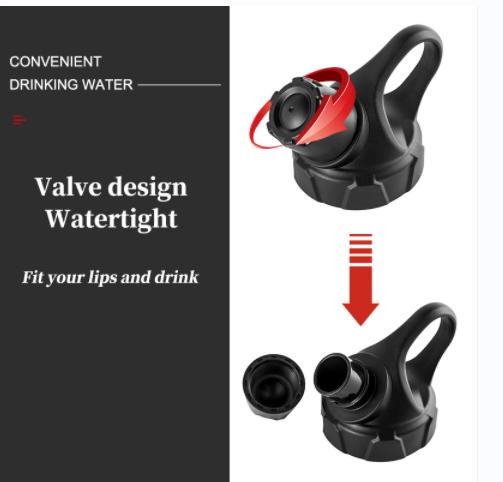 CONVENIENT
DRINKING WATER
Valve design
Watertight
Fit your lips and drink